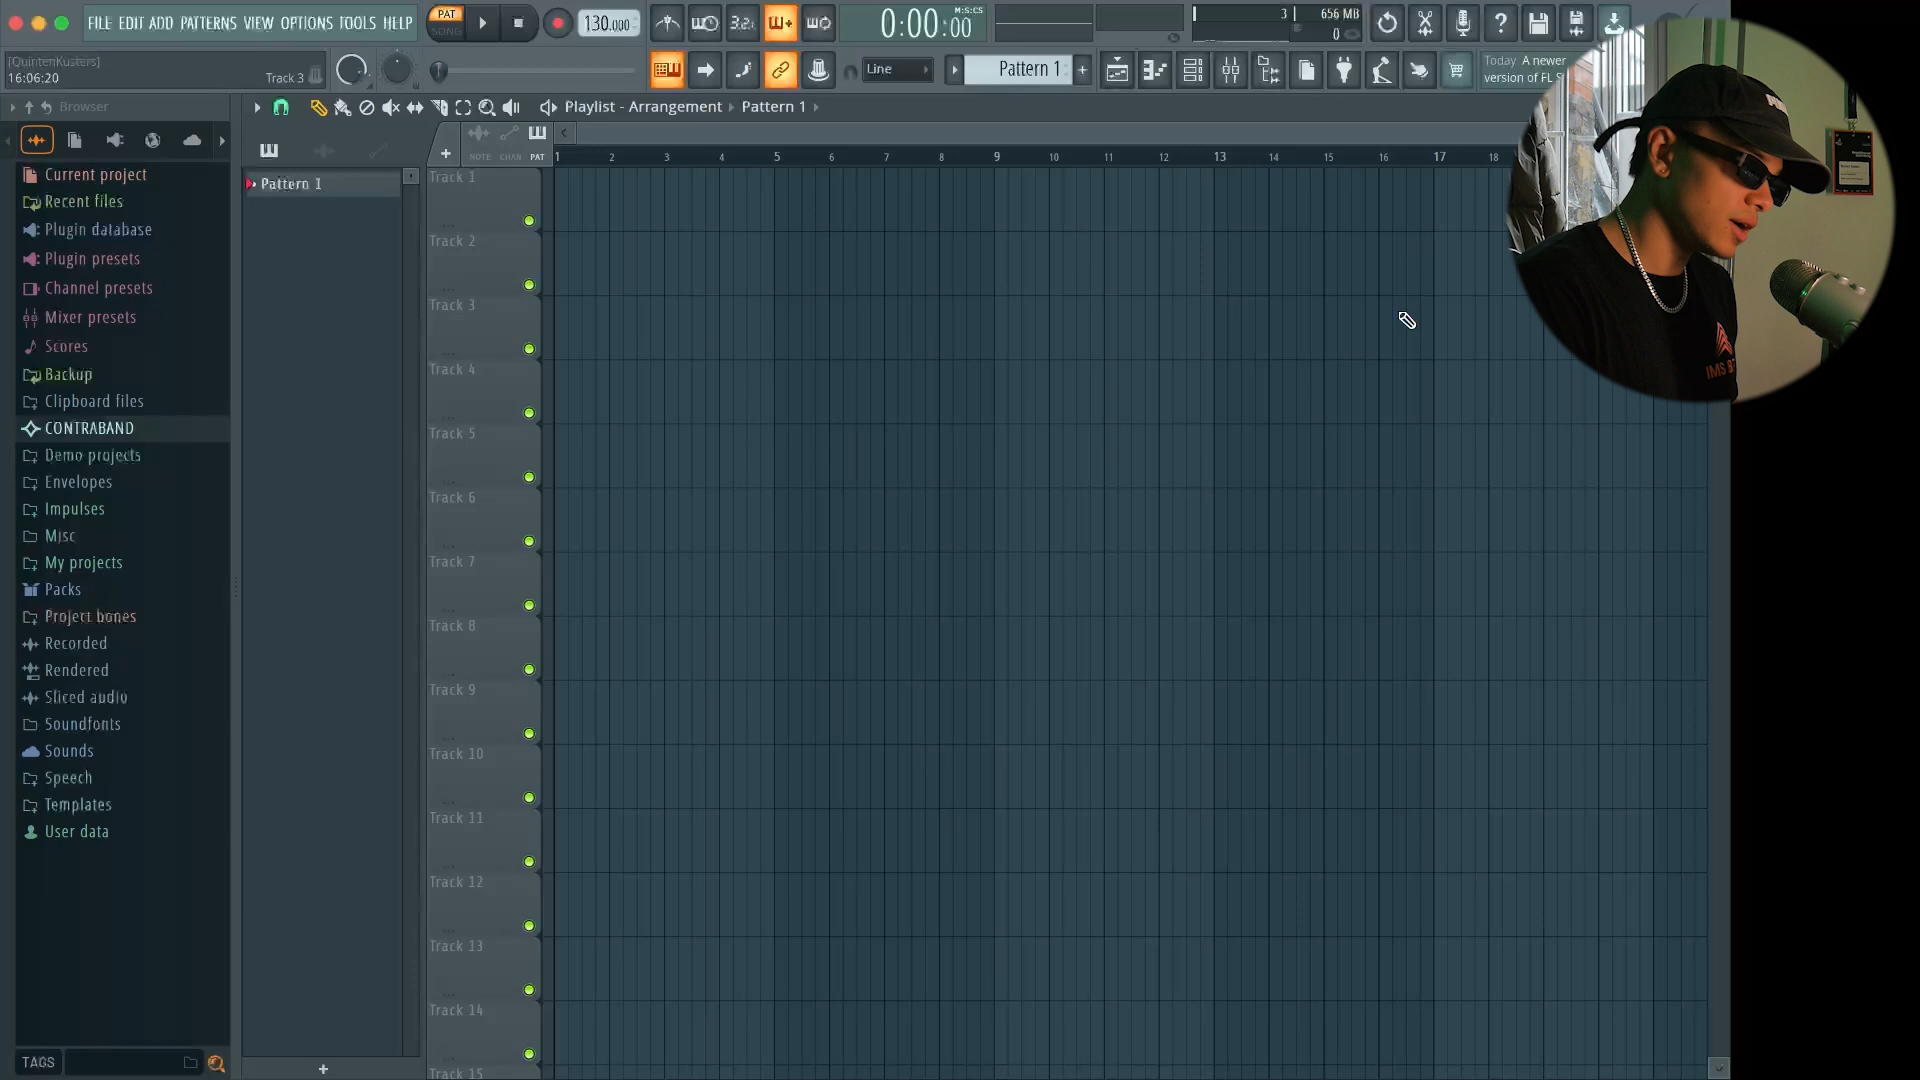 FILE EDIT ADD PATTERNS VIEW OPTIONS TOOLS HELP
PAT
SONG
130.000
3.2.
0:00:00
M:S:CS
3
656 MB
0
[QuintenKusters]
16:06:20
Track 3
Line
Pattern 1
+
Today A newer
version of FL S
Browser
Playlist - Arrangement
Pattern 1
NOTE
CHAN
PAT
1 2 3 4 5 6 7 8 9 10 11 12 13 14 15 16 17 18
Current project
Recent files
Plugin database
Plugin presets
Channel presets
Mixer presets
Scores
Backup
Clipboard files
CONTRABAND
Demo projects
Envelopes
Impulses
Misc
My projects
Packs
Project bones
Recorded
Rendered
Sliced audio
Soundfonts
Sounds
Speech
Templates
User data
TAGS
Pattern 1
+
Track 1
Track 2
Track 3
Track 4
Track 5
Track 6
Track 7
Track 8
Track 9
Track 10
Track 11
Track 12
Track 13
Track 14
Track 15
IMS